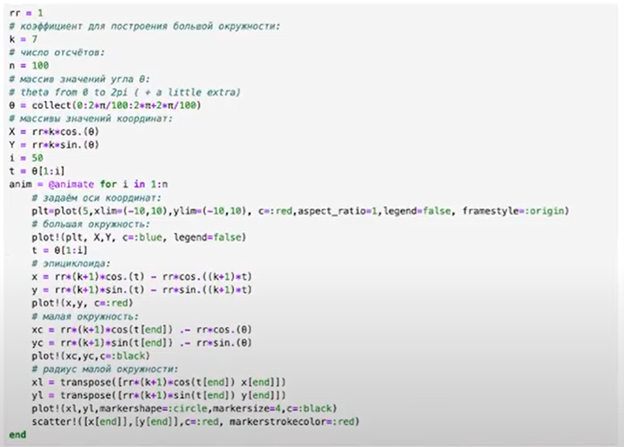 rr = 1
# коэффициент для построения большой окружности:
k = 7
# число отсчётов:
n = 100
# массив значений угла θ:
# theta from 0 to 2pi ( + a little extra)
θ = collect(0:2*π/100:2*π+2*π/100)
# массивы значений координат:
X = rr*k*cos.(θ)
Y = rr*k*sin.(θ)
i = 50
t = θ[1:i]
anim = @animate for i in 1:n
    # задаём оси координат:
    plt=plot(5,xlim=(-10,10),ylim=(-10,10), c=:red,aspect_ratio=1,legend=false, framestyle=:origin)
    # большая окружность:
    plot!(plt, X,Y, c=:blue, legend=false)
    t = θ[1:i]
    # эпициклоида:
    x = rr*(k+1)*cos.(t) - rr*cos.((k+1)*t)
    y = rr*(k+1)*sin.(t) - rr*sin.((k+1)*t)
    plot!(x,y, c=:red)
    # малая окружность:
    xc = rr*(k+1)*cos(t[end]) .- rr*cos.(θ)
    yc = rr*(k+1)*sin(t[end]) .- rr*sin.(θ)
    plot!(xc,yc,c=:black)
    # радиус малой окружности:
    xl = transpose([rr*(k+1)*cos(t[end]) x[end]])
    yl = transpose([rr*(k+1)*sin(t[end]) y[end]])
    plot!(xl,yl,markershape=:circle,markersize=4,c=:black)
    scatter!([x[end]],[y[end]],c=:red, markerstrokecolor=:red)
end